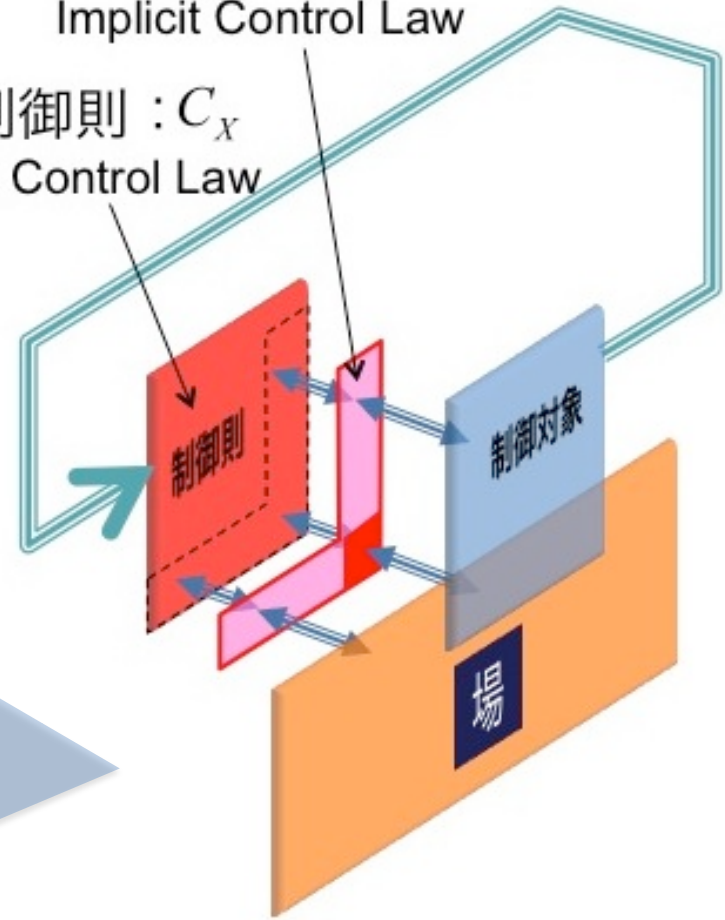 Implicit Control Law
制御則：C_X
Control Law
制御則
制御対象
場